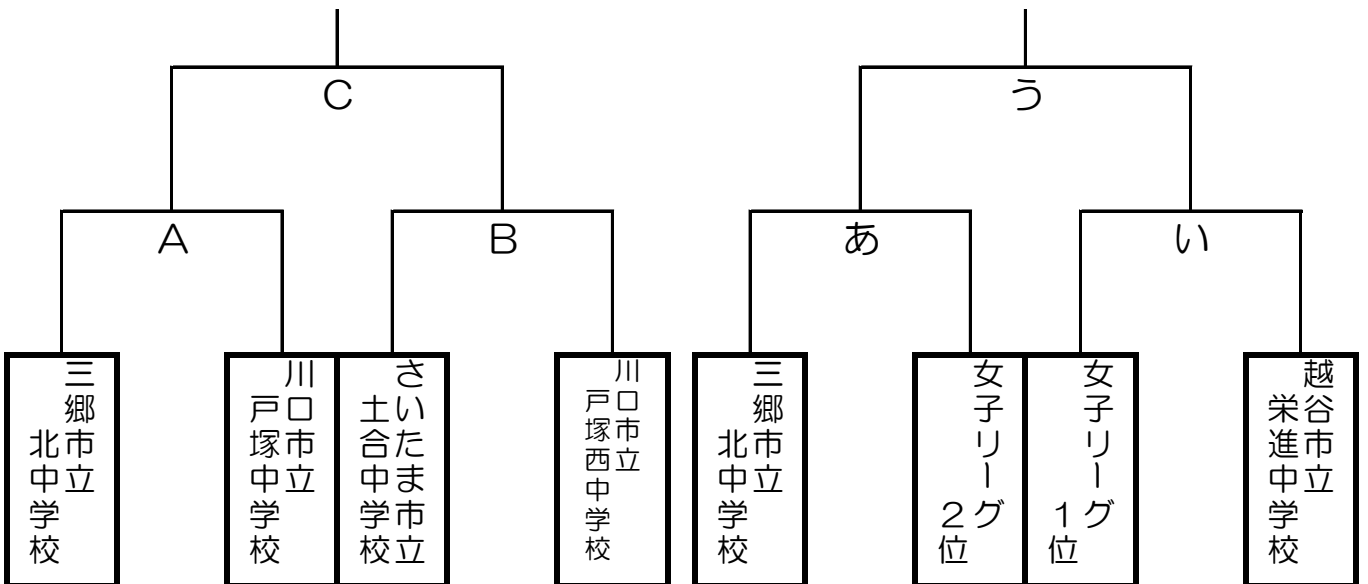 C
う
A
B
あ
い
三郷市立
北中学校
川口市立
戸塚中学校
さいたま市立
土合中学校
川口市立
戸塚西中学校
三郷市立
北中学校
女子リーグ
2位
女子リーグ
1位
越谷市立
栄進中学校